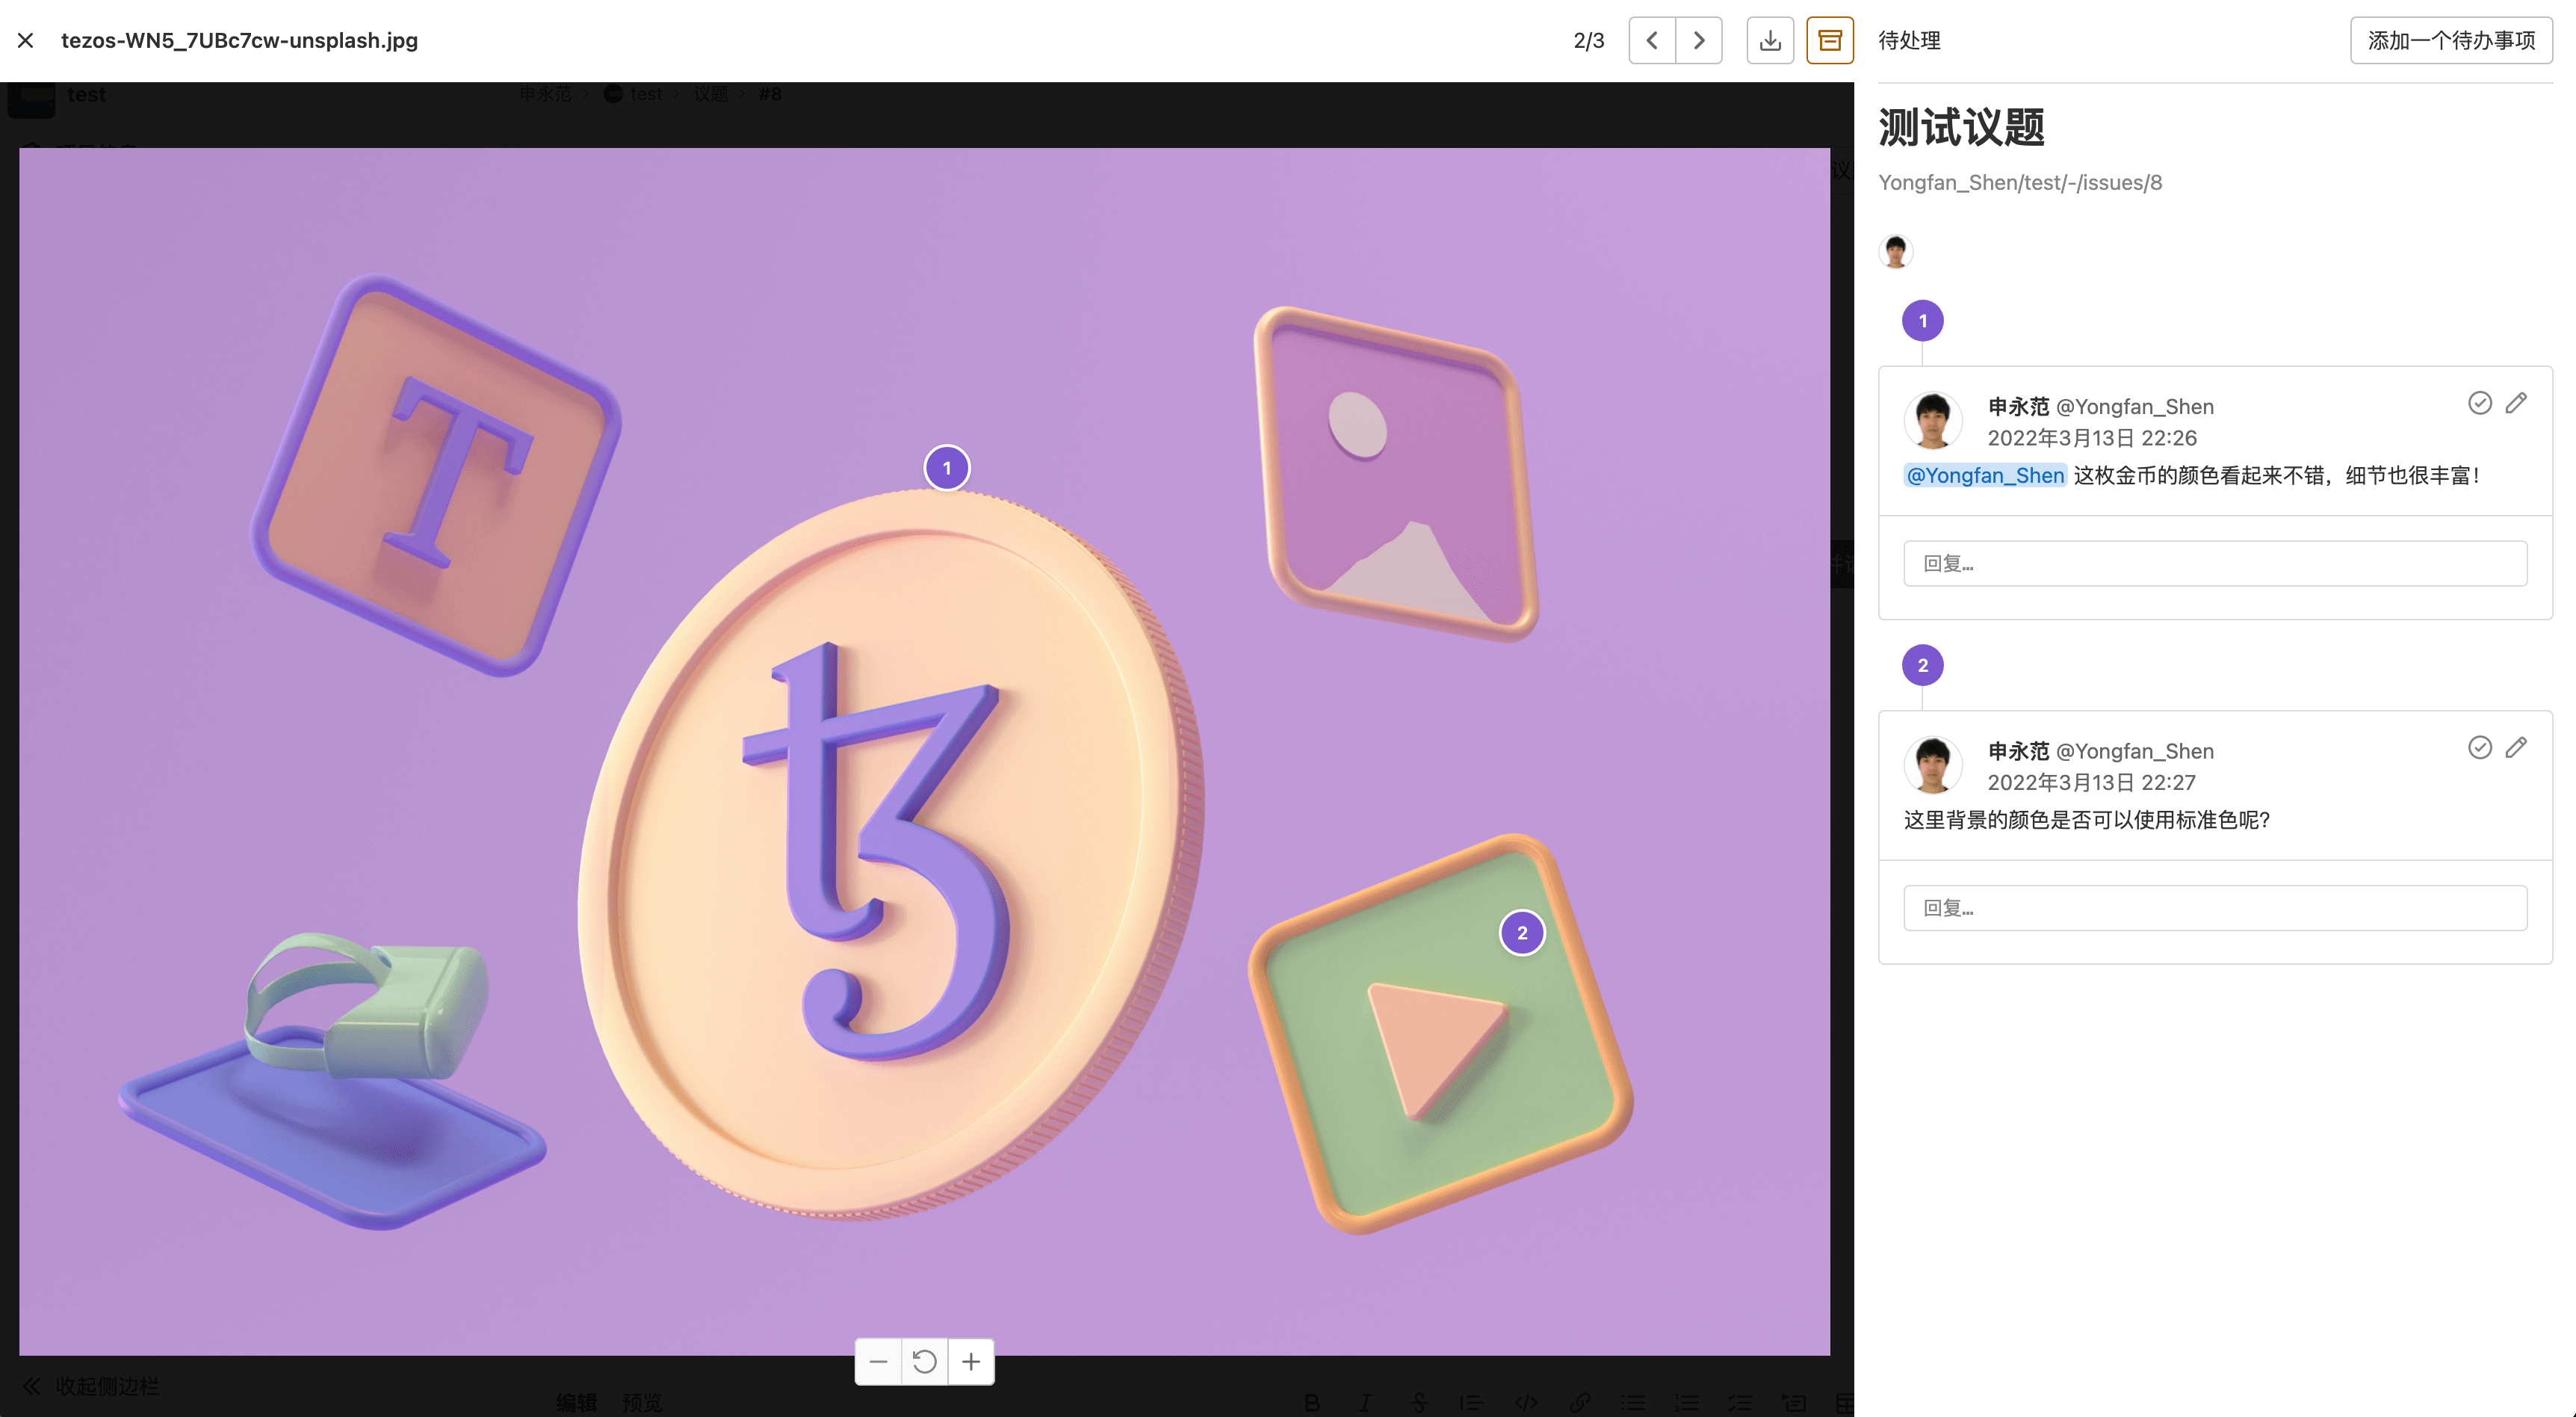 tezos-WN5_7UBc7cw-unsplash.jpg
2/3
待处理
添加一个待办事项
test
申永范
test
议题
#8
测试议题
Yongfan_Shen/test/-/issues/8
T
1
1
申永范 @Yongfan_Shen
2022年3月13日 22:26
@Yongfan_Shen 这枚金币的颜色看起来不错，细节也很丰富！
回复…
2
2
申永范 @Yongfan_Shen
2022年3月13日 22:27
这里背景的颜色是否可以使用标准色呢？
回复…
收起侧边栏
编辑 预览